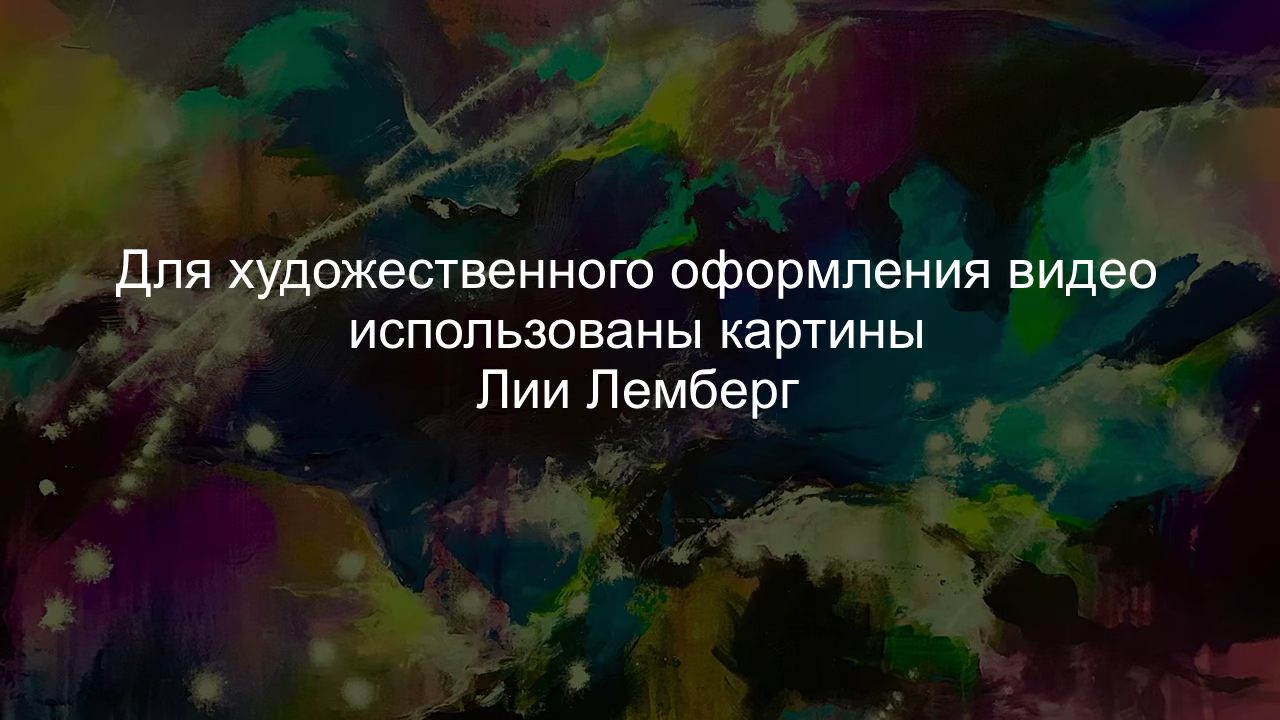 Для художественного оформления видео
использованы картины
Лии Лемберг